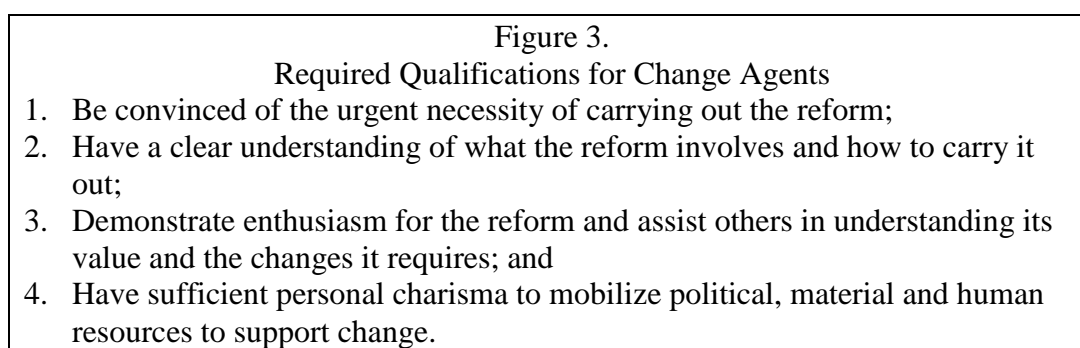 Figure 3.
Required Qualifications for Change Agents
1. Be convinced of the urgent necessity of carrying out the reform;
2. Have a clear understanding of what the reform involves and how to carry it
out;
3. Demonstrate enthusiasm for the reform and assist others in understanding its
value and the changes it requires; and
4. Have sufficient personal charisma to mobilize political, material and human
resources to support change.